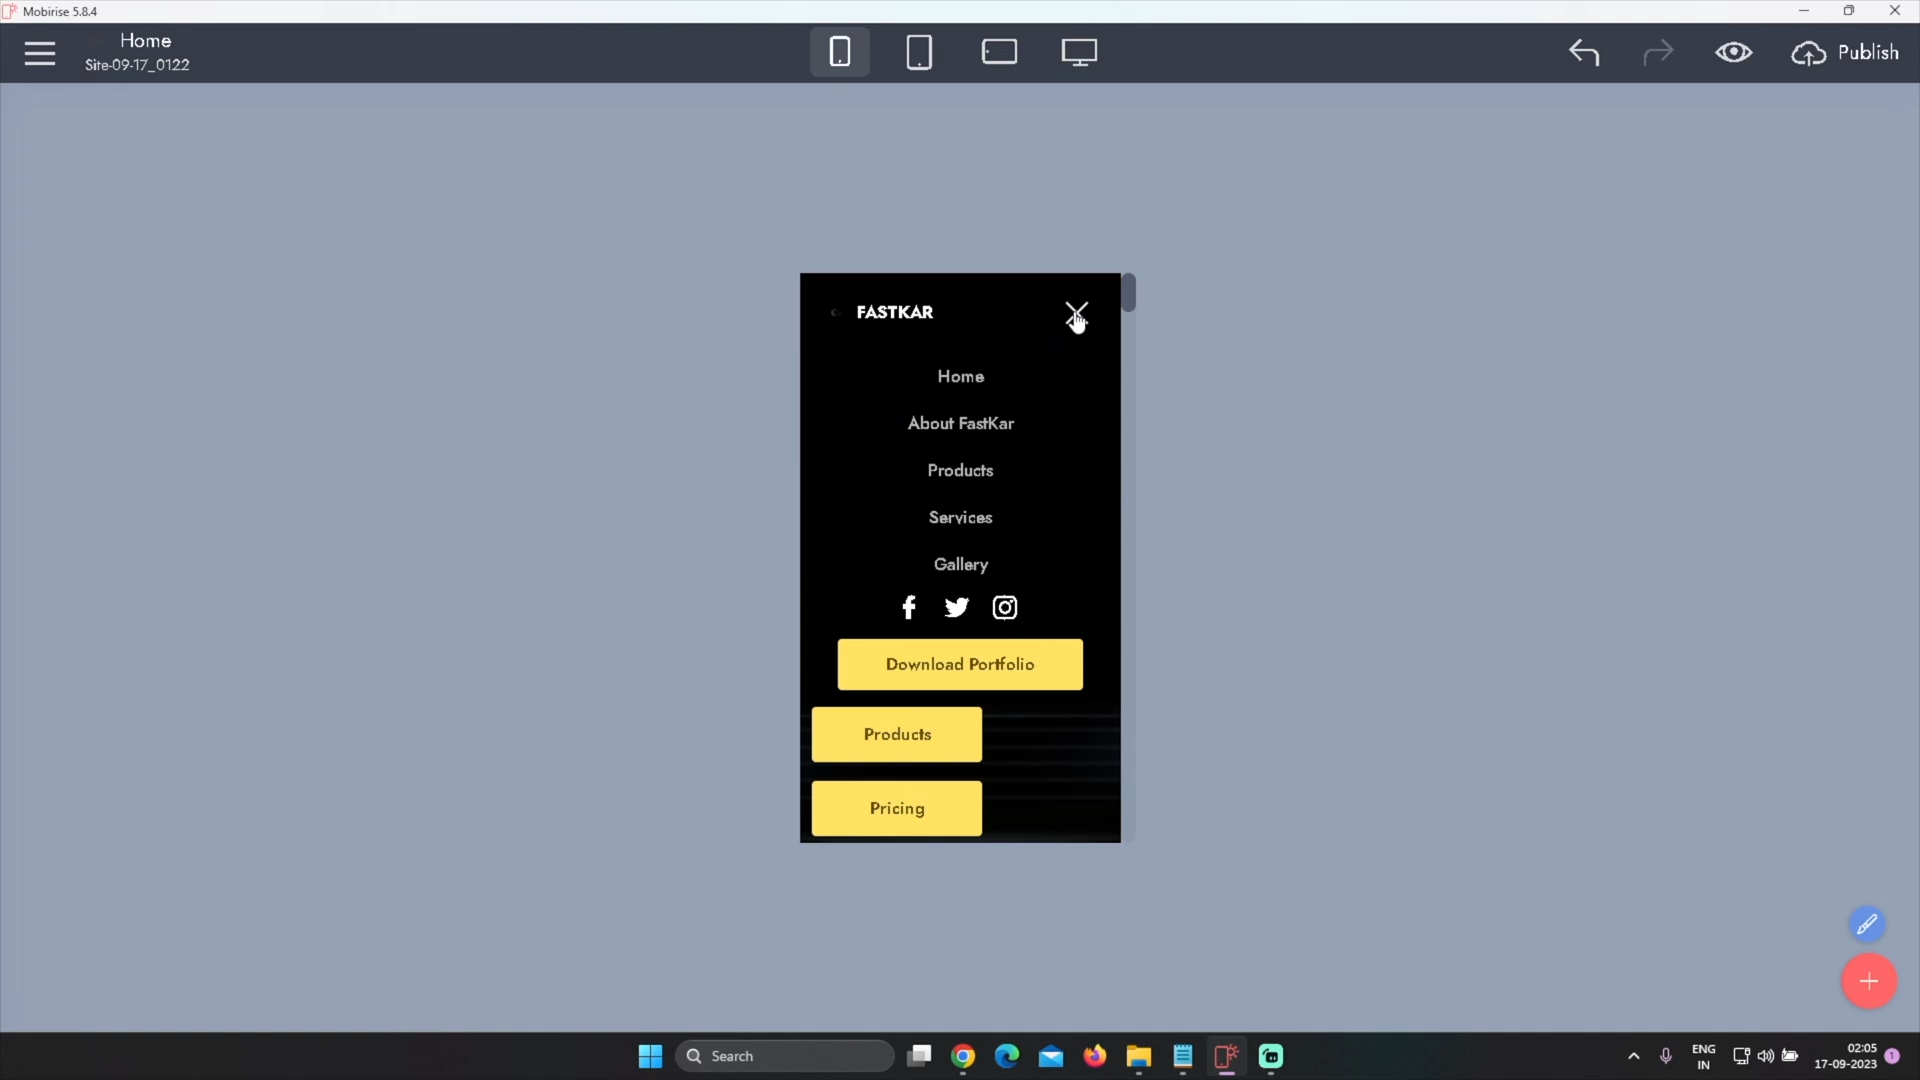 Mobirise 5.8.4
Home
Site-09-17_0122
Publish
FASTKAR
Home
About FastKar
Products
Services
Gallery
Download Portfolio
Products
Pricing
Search
ENG
IN
02:05
17-09-2023
1